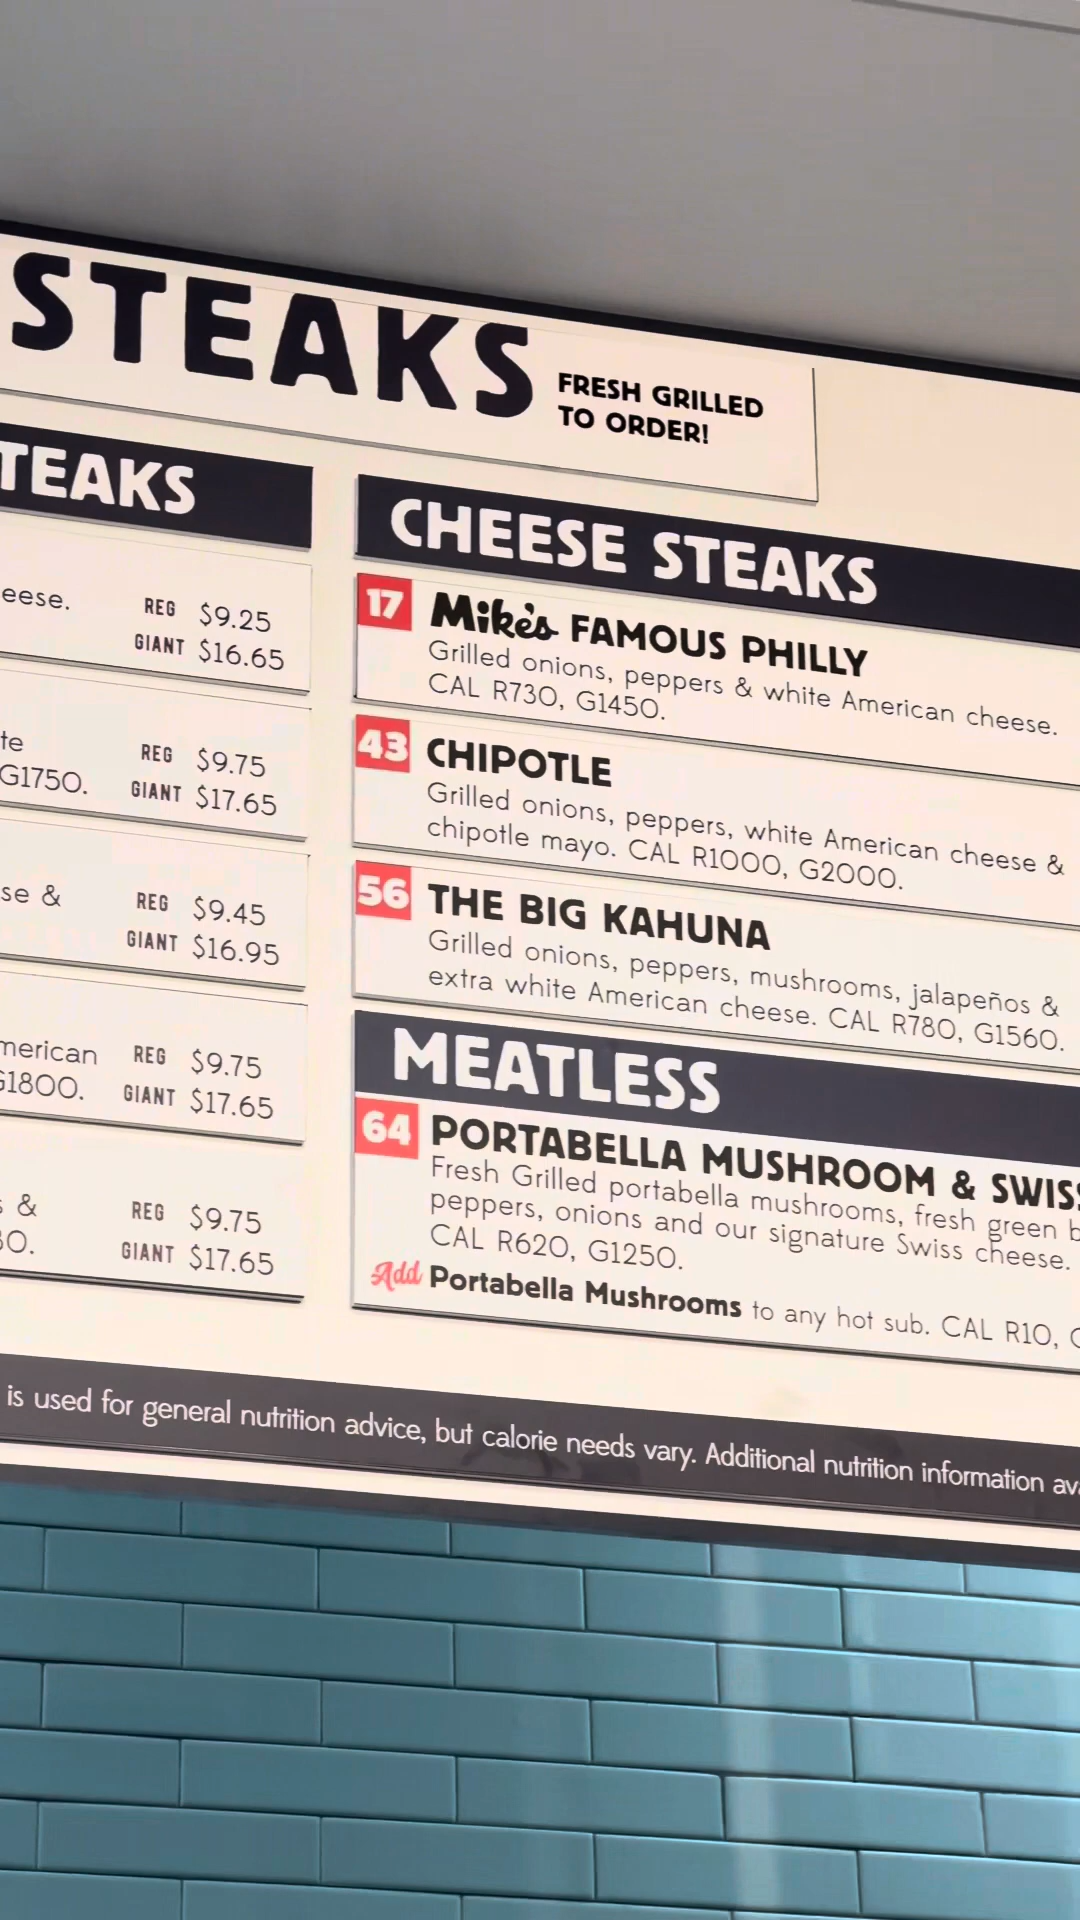 STEAKS
FRESH GRILLED
TO ORDER!
TEAKS
eese. REG $9.25
GIANT $16.65
te REG $9.75
G1750. GIANT $17.65
se & REG $9.45
GIANT $16.95
merican REG $9.75
G1800. GIANT $17.65
& REG $9.75
GIANT $17.65
CHEESE STEAKS
17 Mike's FAMOUS PHILLY
Grilled onions, peppers & white American cheese.
CAL R730, G1450.
43 CHIPOTLE
Grilled onions, peppers, white American cheese &
chipotle mayo. CAL R1000, G2000.
56 THE BIG KAHUNA
Grilled onions, peppers, mushrooms, jalapeños &
extra white American cheese. CAL R780, G1560.
MEATLESS
64 PORTABELLA MUSHROOM & SWIS
Fresh Grilled portabella mushrooms, fresh green b
peppers, onions and our signature Swiss cheese.
CAL R620, G1250.
Add Portabella Mushrooms to any hot sub. CAL R10,
is used for general nutrition advice, but calorie needs vary. Additional nutrition information av